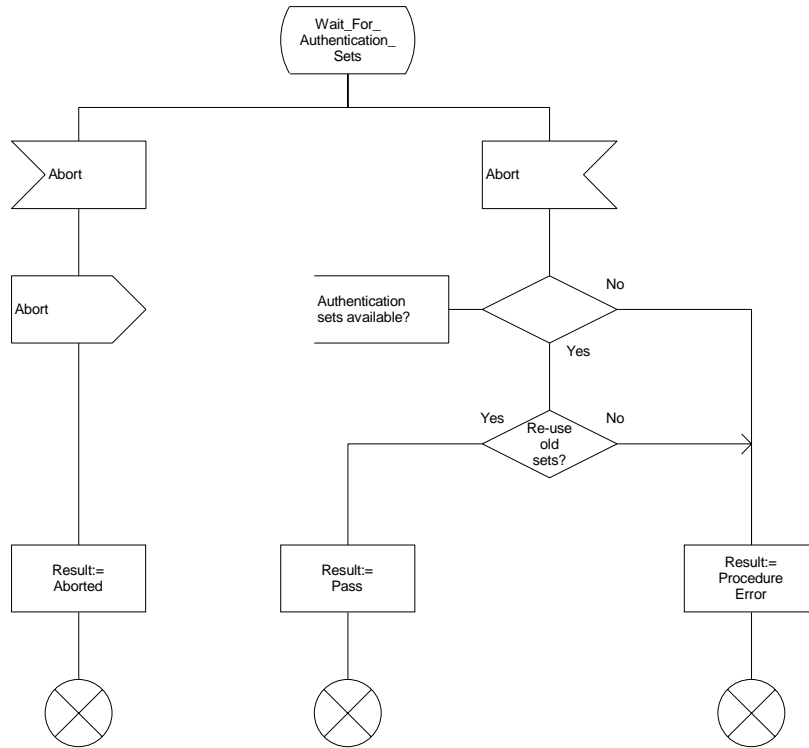 Wait_For_
Authentication_
Sets
Abort
Abort
Abort
Authentication
sets available?
No
Yes
Yes
Re-use
old
sets?
No
Result:=
Aborted
Result:=
Pass
Result:=
Procedure
Error